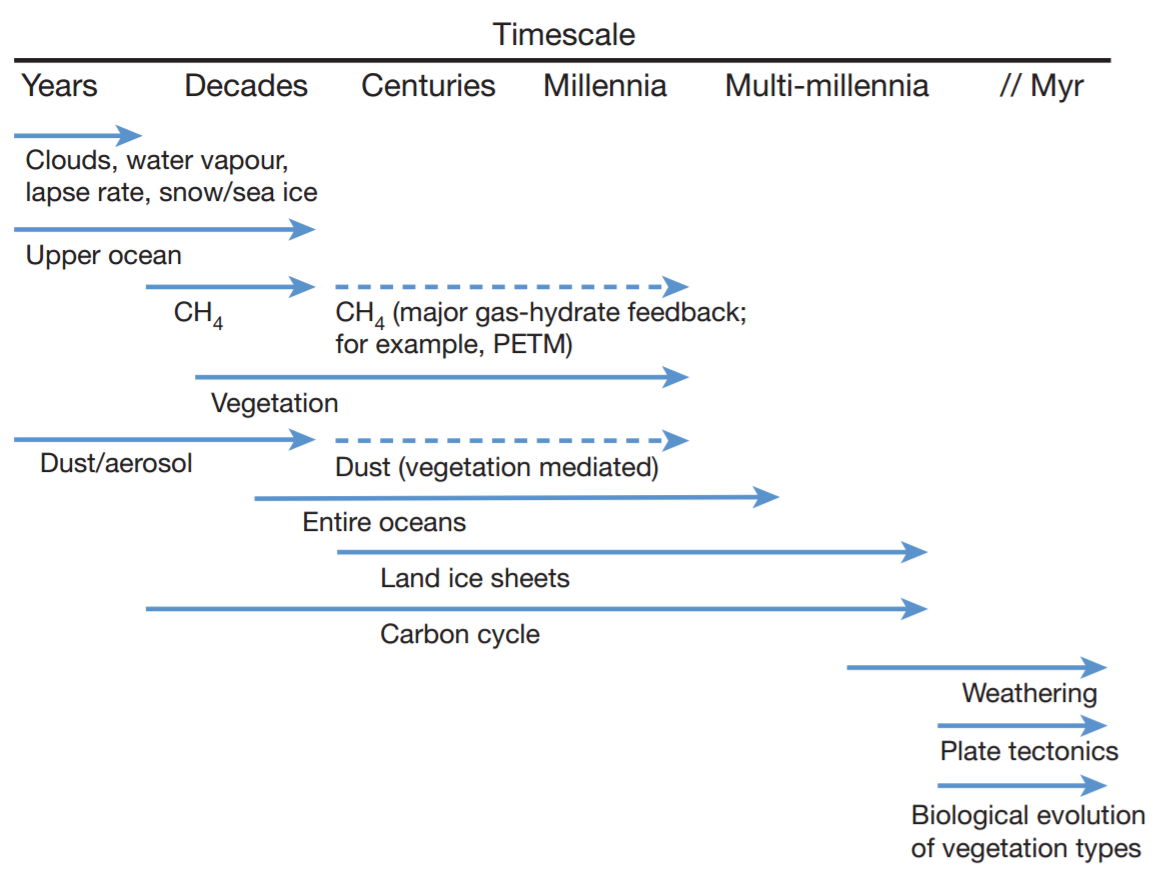 Timescale
Years Decades Centuries Millennia Multi-millennia // Myr
Clouds, water vapour,
lapse rate, snow/sea ice
Upper ocean
CH4
CH4 (major gas-hydrate feedback;
for example, PETM)
Vegetation
Dust/aerosol
Dust (vegetation mediated)
Entire oceans
Land ice sheets
Carbon cycle
Weathering
Plate tectonics
Biological evolution
of vegetation types